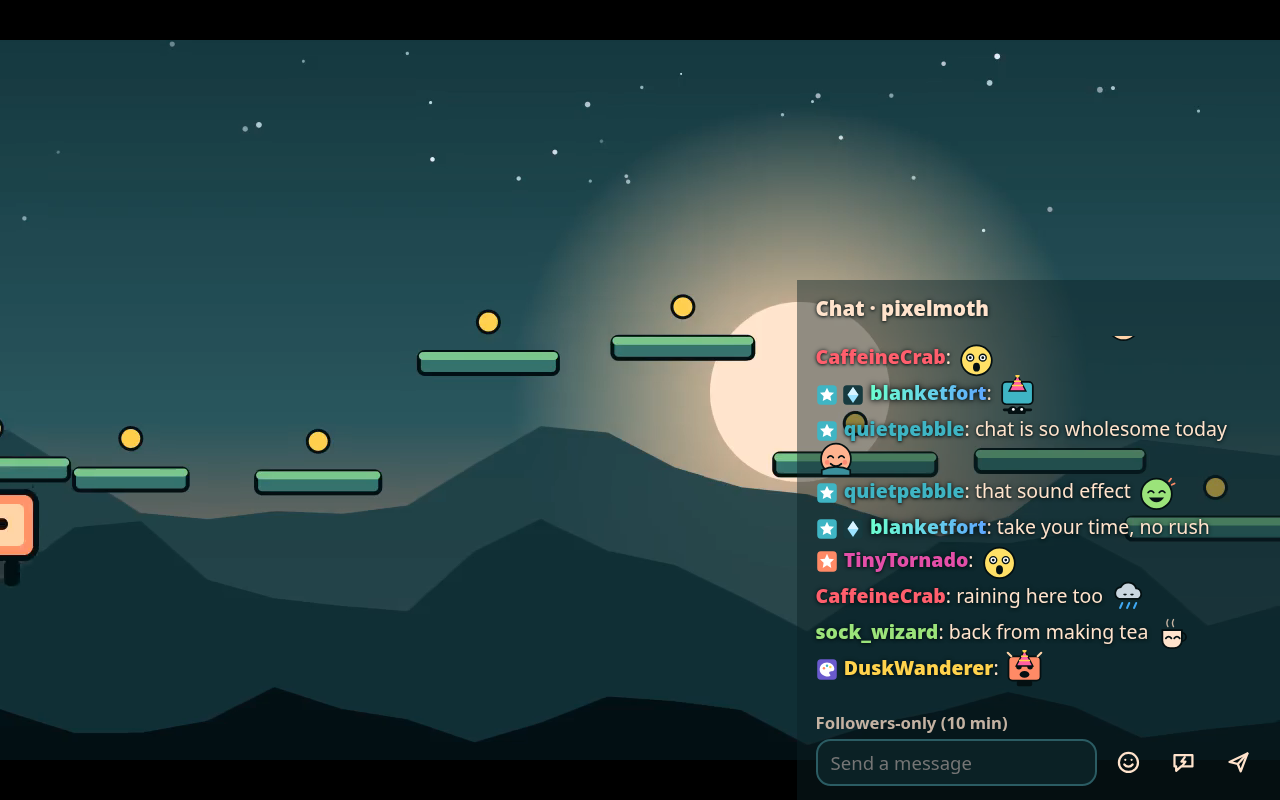 Chat · pixelmoth
CaffeineCrab:
blanketfort:
quietpebble: chat is so wholesome today
quietpebble: that sound effect
blanketfort: take your time, no rush
TinyTornado:
CaffeineCrab: raining here too
sock_wizard: back from making tea
DuskWanderer:
Followers-only (10 min)
Send a message